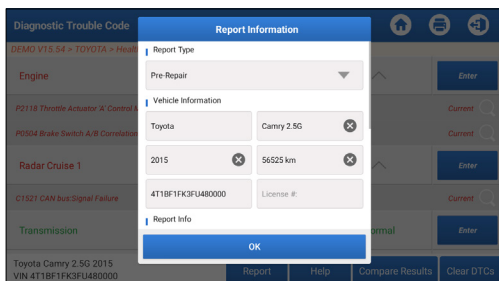 Diagnostic Trouble Code
Report Information
DEMO V15.54 > TOYOTA > Health
Report Type
Engine
Pre-Repair
Enter
Vehicle Information
P2118 Throttle Actuator 'A' Control M
Current
Toyota
Camry 2.5G
P0504 Brake Switch A/B Correlation
Current
2015
56525 km
Radar Cruise 1
Enter
4T1BF1FK3FU480000
License #:
C1521 CAN bus Signal Failure
Current
Report Info
Transmission
ormal
Enter
OK
Toyota Camry 2.5G 2015
VIN 4T1BF1FK3FU480000
Report
Help
Compare Results
Clear DTCs